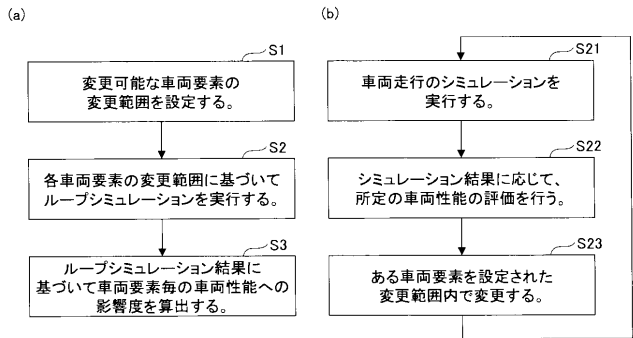 (a)
S1
変更可能な車両要素の
変更範囲を設定する。
S2
各車両要素の変更範囲に基づいて
ループシミュレーションを実行する。
S3
ループシミュレーション結果に
基づいて車両要素毎の車両性能への
影響度を算出する。
(b)
S21
車両走行のシミュレーションを
実行する。
S22
シミュレーション結果に応じて、
所定の車両性能の評価を行う。
S23
ある車両要素を設定された
変更範囲内で変更する。